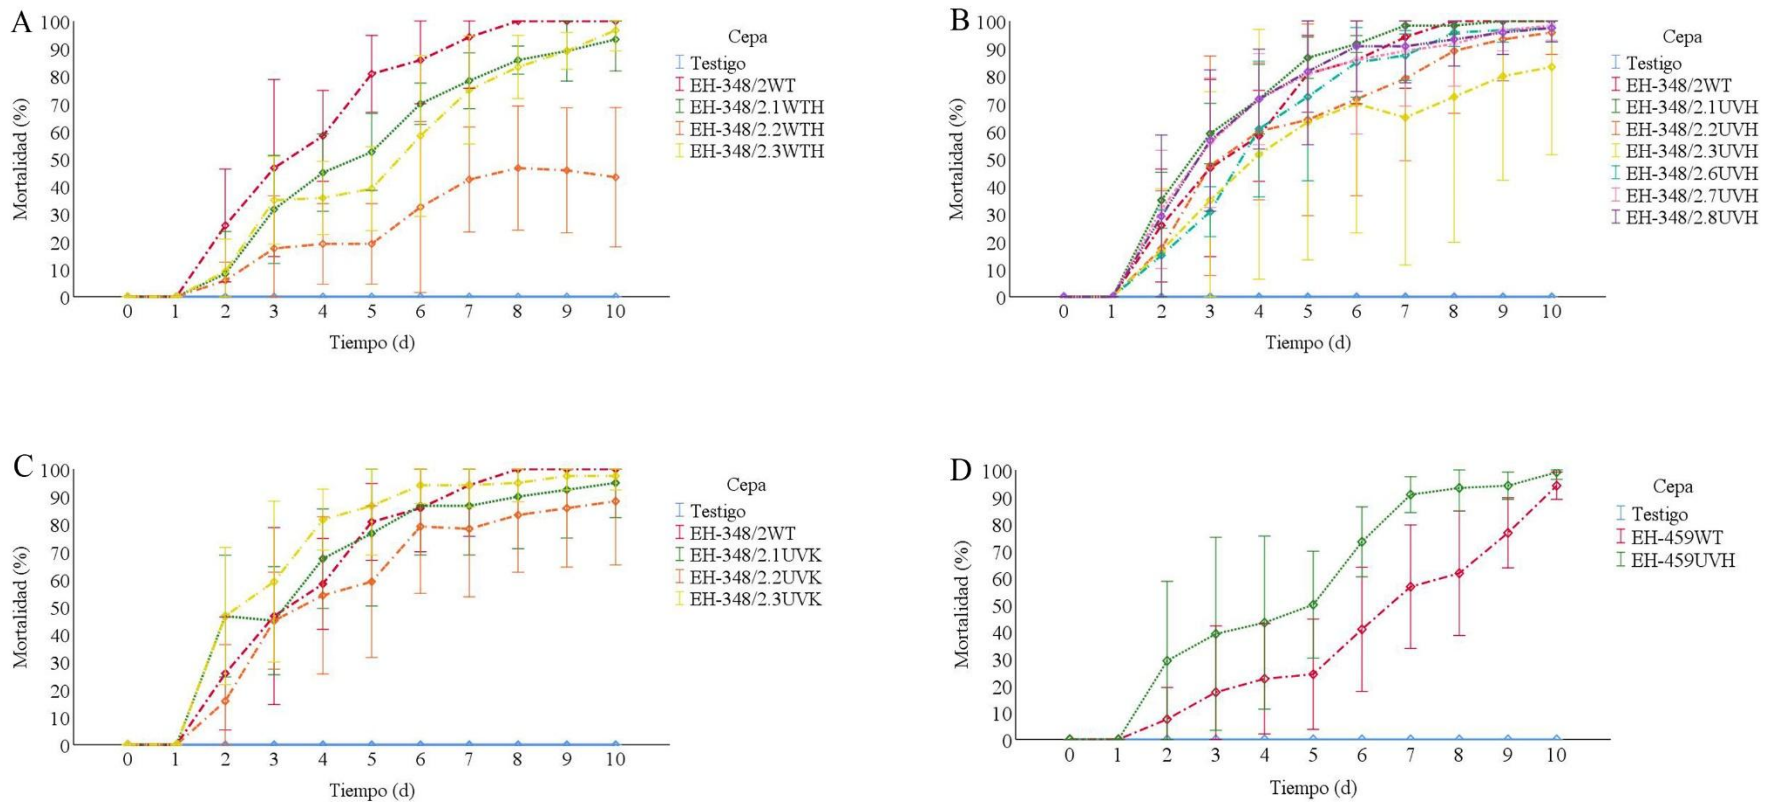 A
Mortalidad (%)
100
90
80
70
60
50
40
30
20
10
0
0 1 2 3 4 5 6 7 8 9 10
Tiempo (d)
Cepa
Testigo
EH-348/2WT
EH-348/2.1WTH
EH-348/2.2WTH
EH-348/2.3WTH
B
Mortalidad (%)
100
90
80
70
60
50
40
30
20
10
0
0 1 2 3 4 5 6 7 8 9 10
Tiempo (d)
Cepa
Testigo
EH-348/2WT
EH-348/2.1UVH
EH-348/2.2UVH
EH-348/2.3UVH
EH-348/2.6UVH
EH-348/2.7UVH
EH-348/2.8UVH
C
Mortalidad (%)
100
90
80
70
60
50
40
30
20
10
0
0 1 2 3 4 5 6 7 8 9 10
Tiempo (d)
Cepa
Testigo
EH-348/2WT
EH-348/2.1UVK
EH-348/2.2UVK
EH-348/2.3UVK
D
Mortalidad (%)
100
90
80
70
60
50
40
30
20
10
0
0 1 2 3 4 5 6 7 8 9 10
Tiempo (d)
Cepa
Testigo
EH-459WT
EH-459UVH